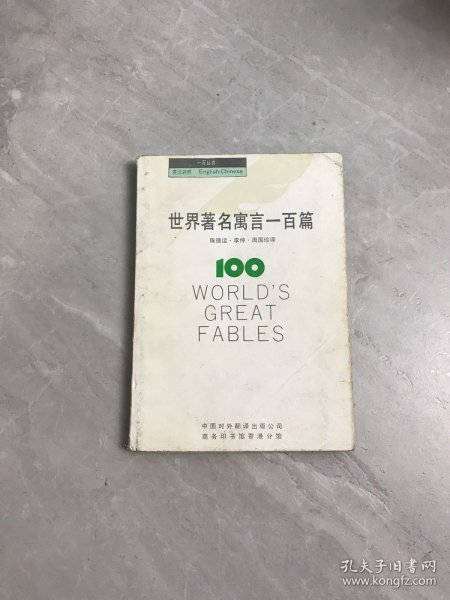 一百丛书
英汉对照 English-Chinese
世界著名寓言一百篇
陈德运·李仲·周国珍译
100
WORLD'S
GREAT
FABLES
中国对外翻译出版公司
商务印书馆香港分馆
孔夫子旧书网
www.kongfz.com